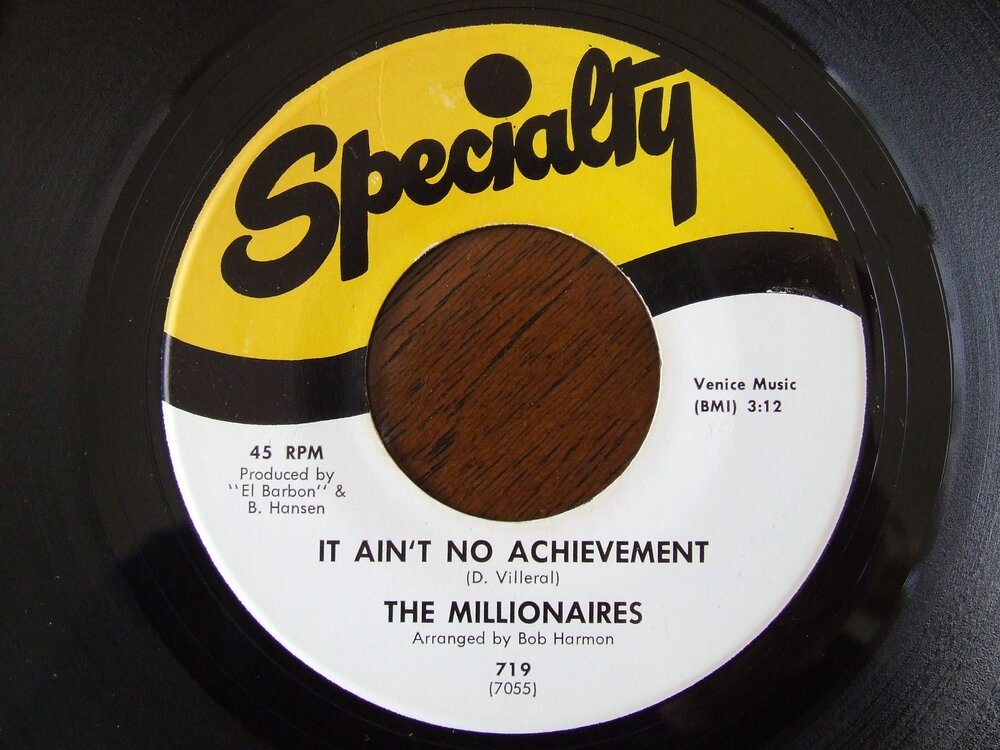 Specialty
Venice Music
(BMI) 3:12
45 RPM
Produced by
"El Barbon" &
B. Hansen
IT AIN'T NO ACHIEVEMENT
(D. Villeral)
THE MILLIONAIRES
Arranged by Bob Harmon
719
(7055)